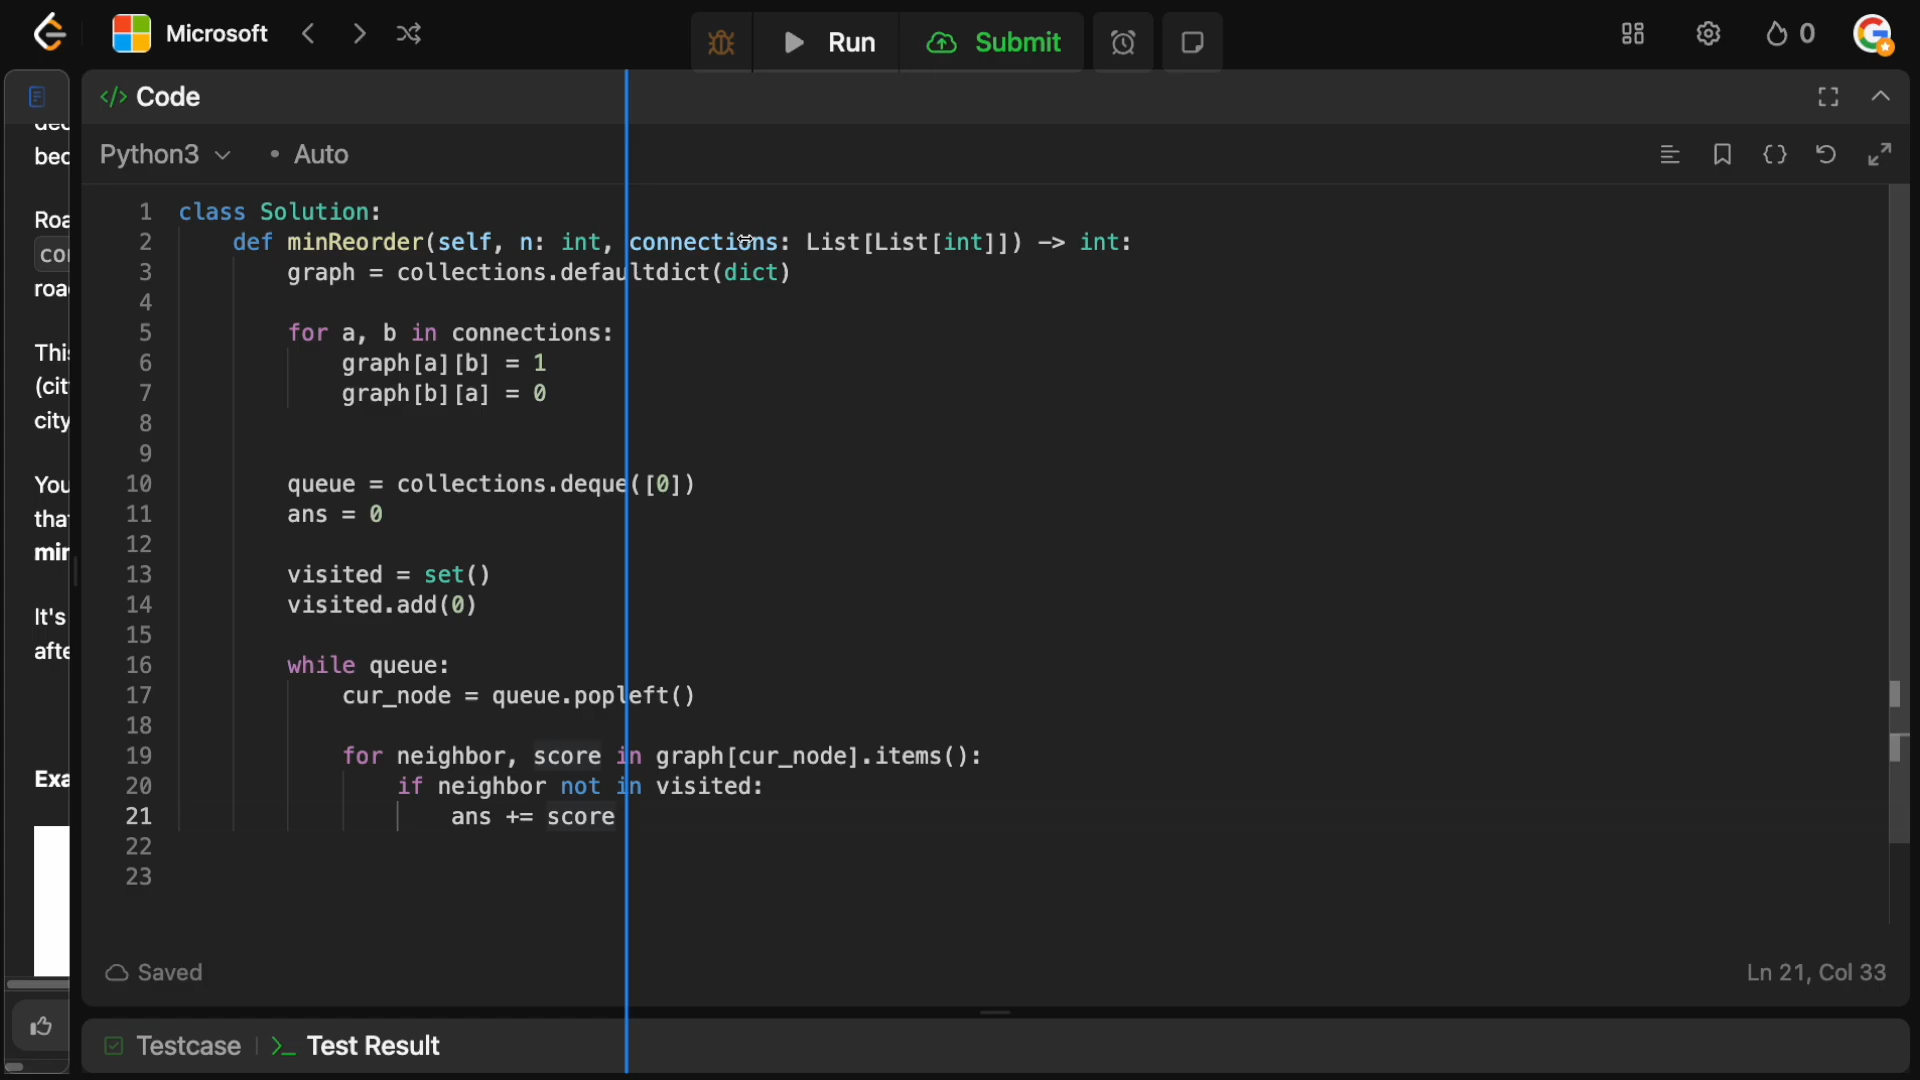 Microsoft
Run
Submit
0
Code
Python3
Auto
bec
1 class Solution:
2 def minReorder(self, n: int, connections: List[List[int]]) -> int:
3 graph = collections.defaultdict(dict)
4
5 for a, b in connections:
6 graph[a][b] = 1
7 graph[b][a] = 0
8
9
10 queue = collections.deque([0])
11 ans = 0
12
13 visited = set()
14 visited.add(0)
15
16 while queue:
17 cur_node = queue.popleft()
18
19 for neighbor, score in graph[cur_node].items():
20 if neighbor not in visited:
21 ans += score
22
23
Roa
cor
roa
This
(cit
city
You
that
min
It's
afte
Exa
Saved
Ln 21, Col 33
Testcase
>_ Test Result